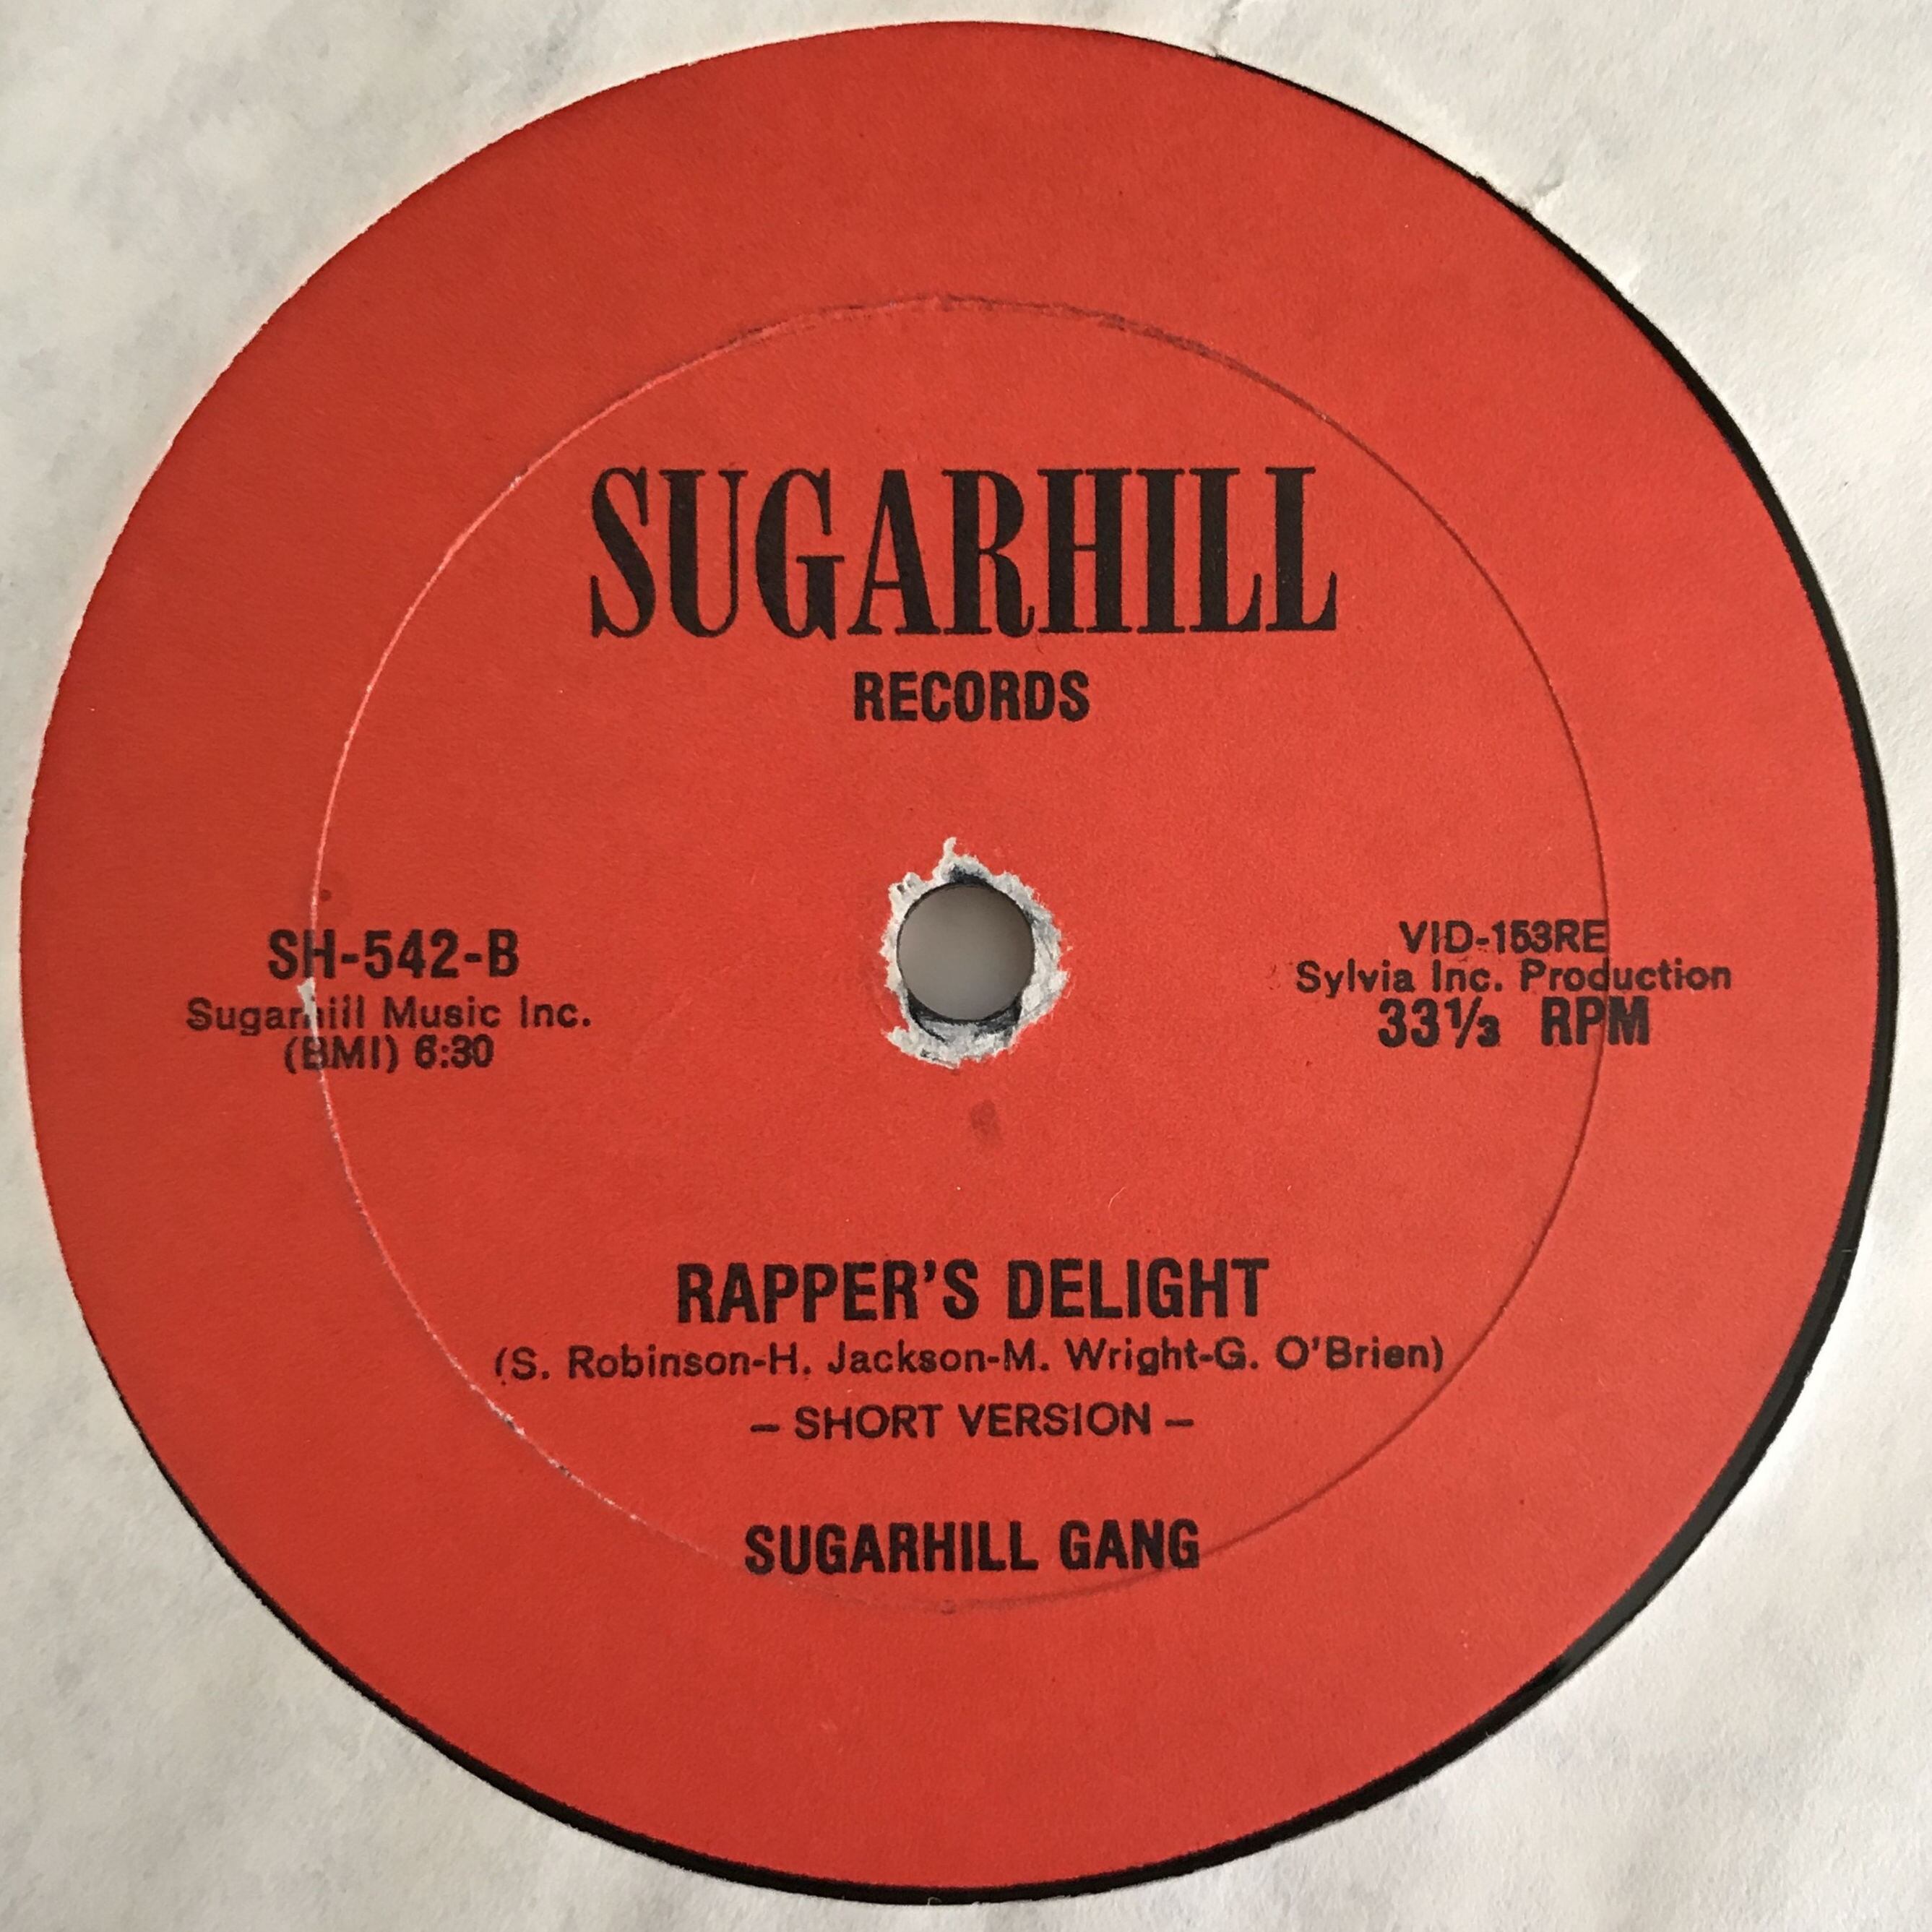 SUGARHILL
RECORDS
SH-542-B
Sugarhill Music Inc.
(BMI) 6:30
VID-153RE
Sylvia Inc. Production
33⅓ RPM
RAPPER'S DELIGHT
(S. Robinson-H. Jackson-M. Wright-G. O'Brien)
– SHORT VERSION –
SUGARHILL GANG